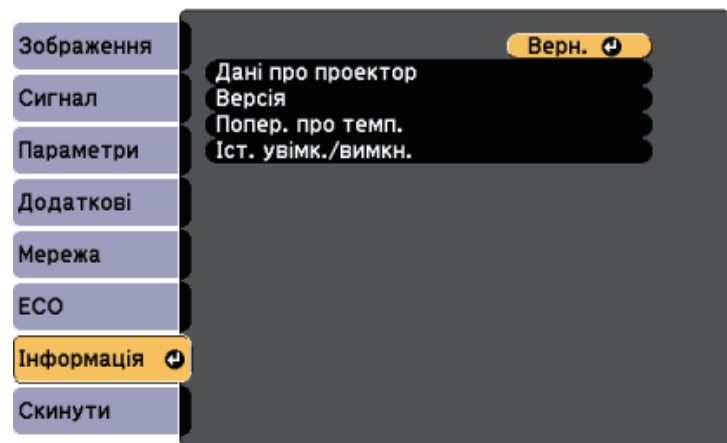 Зображення
Сигнал
Параметри
Додаткові
Мережа
ECO
Інформація
Скинути
Верн.
Дані про проектор
Версія
Попер. про темп.
Іст. увімк./вимкн.